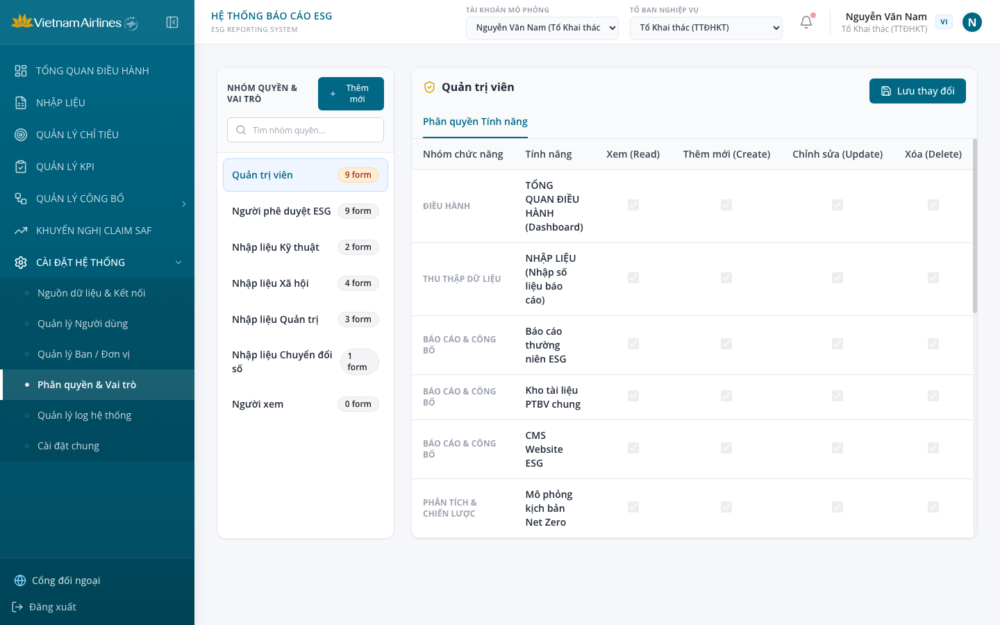 Vietnam Airlines
TỔNG QUAN ĐIỀU HÀNH
NHẬP LIỆU
QUẢN LÝ CHỈ TIÊU
QUẢN LÝ KPI
QUẢN LÝ CÔNG BỐ
KHUYẾN NGHỊ CLAIM SAF
CÀI ĐẶT HỆ THỐNG
Nguồn dữ liệu & Kết nối
Quản lý Người dùng
Quản lý Ban / Đơn vị
Phân quyền & Vai trò
Quản lý log hệ thống
Cài đặt chung
Cổng đối ngoại
Đăng xuất
HỆ THỐNG BÁO CÁO ESG
ESG REPORTING SYSTEM
TÀI KHOẢN MÔ PHỎNG
Nguyễn Văn Nam (Tổ Khai thác
TỔ BAN NGHIỆP VỤ
Tổ Khai thác (TTĐHKT)
Nguyễn Văn Nam
Tổ Khai thác (TTĐHKT)
VI
N
NHÓM QUYỀN &
VAI TRÒ
Thêm
mới
Tìm nhóm quyền...
Quản trị viên
9 form
Người phê duyệt ESG
9 form
Nhập liệu Kỹ thuật
2 form
Nhập liệu Xã hội
4 form
Nhập liệu Quản trị
3 form
Nhập liệu Chuyển đổi
số
1
form
Người xem
0 form
Quản trị viên
Lưu thay đổi
Phân quyền Tính năng
Nhóm chức năng
Tính năng
Xem (Read)
Thêm mới (Create)
Chỉnh sửa (Update)
Xóa (Delete)
ĐIỀU HÀNH
TỔNG
QUAN ĐIỀU
HÀNH
(Dashboard)
THU THẬP DỮ LIỆU
NHẬP LIỆU
(Nhập số
liệu báo
cáo)
BÁO CÁO & CÔNG
BỐ
Báo cáo
thường
niên ESG
BÁO CÁO & CÔNG
BỐ
Kho tài liệu
PTBV chung
BÁO CÁO & CÔNG
BỐ
CMS
Website
ESG
PHÂN TÍCH &
CHIẾN LƯỢC
Mô phỏng
kịch bản
Net Zero